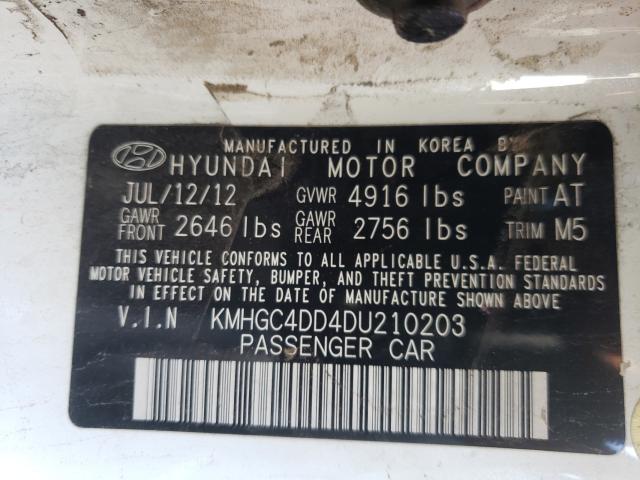 MANUFACTURED IN KOREA BY
HYUNDAI MOTOR COMPANY
JUL/12/12 GVWR 4916 lbs PAINT AT
GAWR FRONT 2646 lbs GAWR REAR 2756 lbs TRIM M5
THIS VEHICLE CONFORMS TO ALL APPLICABLE U.S.A. FEDERAL
MOTOR VEHICLE SAFETY, BUMPER, AND THEFT PREVENTION STANDARDS
IN EFFECT ON THE DATE OF MANUFACTURE SHOWN ABOVE
V.I.N KMHGC4DD4DU210203
PASSENGER CAR